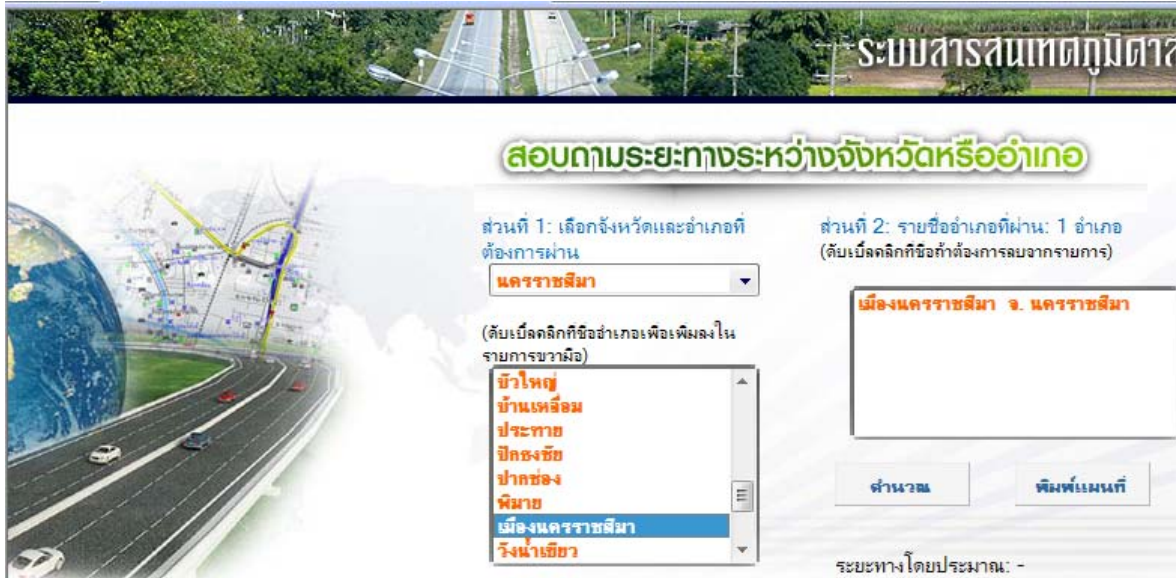 ระบบสารสนเทศภูมิศาส
สอบถามระยะทางระหว่างจังหวัดหรืออำเภอ
ส่วนที่ 1: เลือกจังหวัดและอำเภอที่
ต้องการผ่าน
นครราชสีมา
(ดับเบิ้ลคลิกที่ชื่ออำเภอเพื่อเพิ่มลงใน
รายการขวามือ)
บัวใหญ่
บ้านเหลื่อม
ประทาย
ปักธงชัย
ปากช่อง
พิมาย
เมืองนครราชสีมา
วังน้ำเขียว
ส่วนที่ 2: รายชื่ออำเภอที่ผ่าน: 1 อำเภอ
(ดับเบิ้ลคลิกที่ชื่อถ้าต้องการลบจากรายการ)
เมืองนครราชสีมา จ. นครราชสีมา
คำนวณ
พิมพ์แผนที่
ระยะทางโดยประมาณ: -